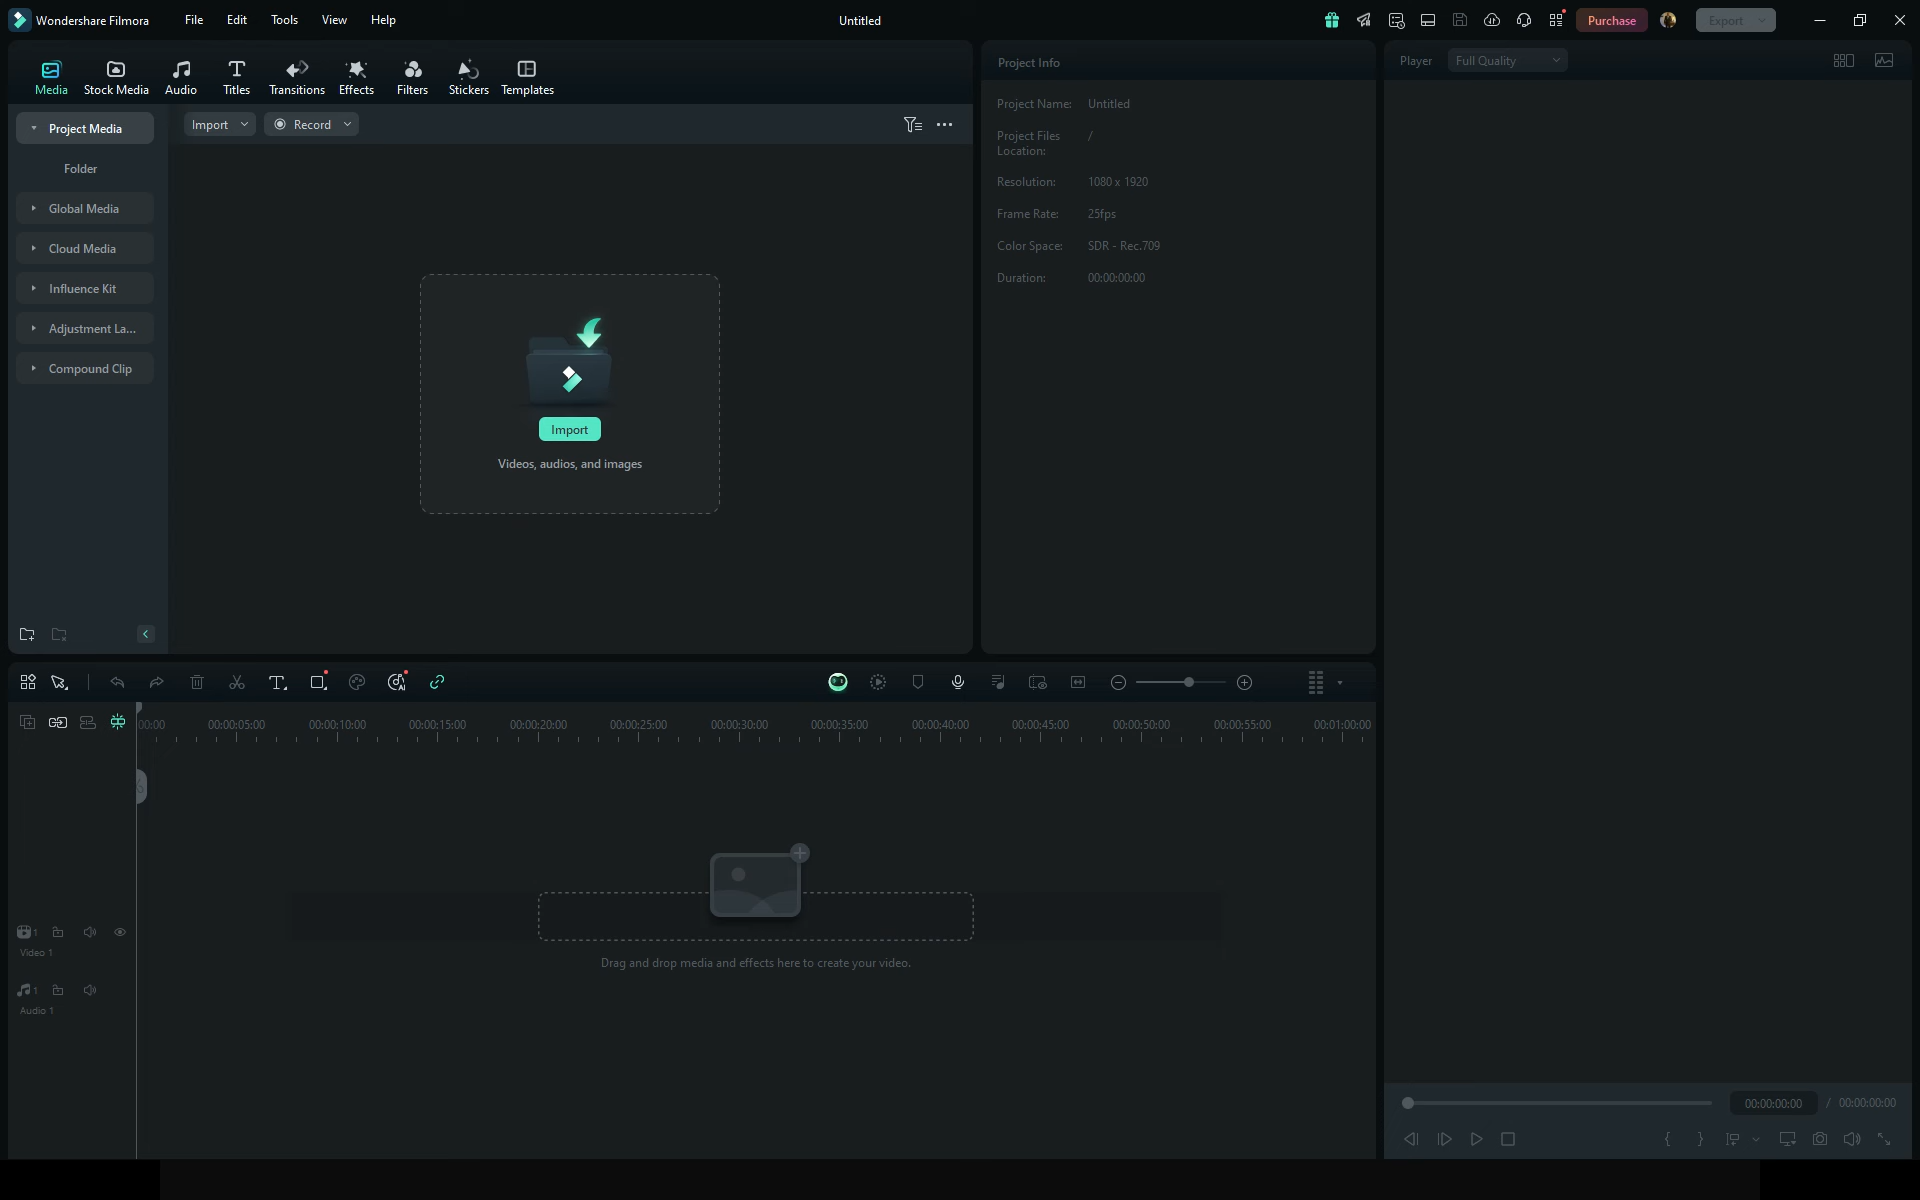 Wondershare Filmora
File
Edit
Tools
View
Help
Untitled
Purchase
Export
Media
Stock Media
Audio
Titles
Transitions
Effects
Filters
Stickers
Templates
Project Media
Folder
Global Media
Cloud Media
Influence Kit
Adjustment La...
Compound Clip
Import
Record
Import
Videos, audios, and images
Project Info
Project Name: Untitled
Project Files /
Location:
Resolution: 1080 x 1920
Frame Rate: 25fps
Color Space: SDR - Rec.709
Duration: 00:00:00:00
Player
Full Quality
00:00 00:00:05:00 00:00:10:00 00:00:15:00 00:00:20:00 00:00:25:00 00:00:30:00 00:00:35:00 00:00:40:00 00:00:45:00 00:00:50:00 00:00:55:00 00:01:00:00
1
Video 1
1
Audio 1
Drag and drop media and effects here to create your video.
00:00:00:00 / 00:00:00:00